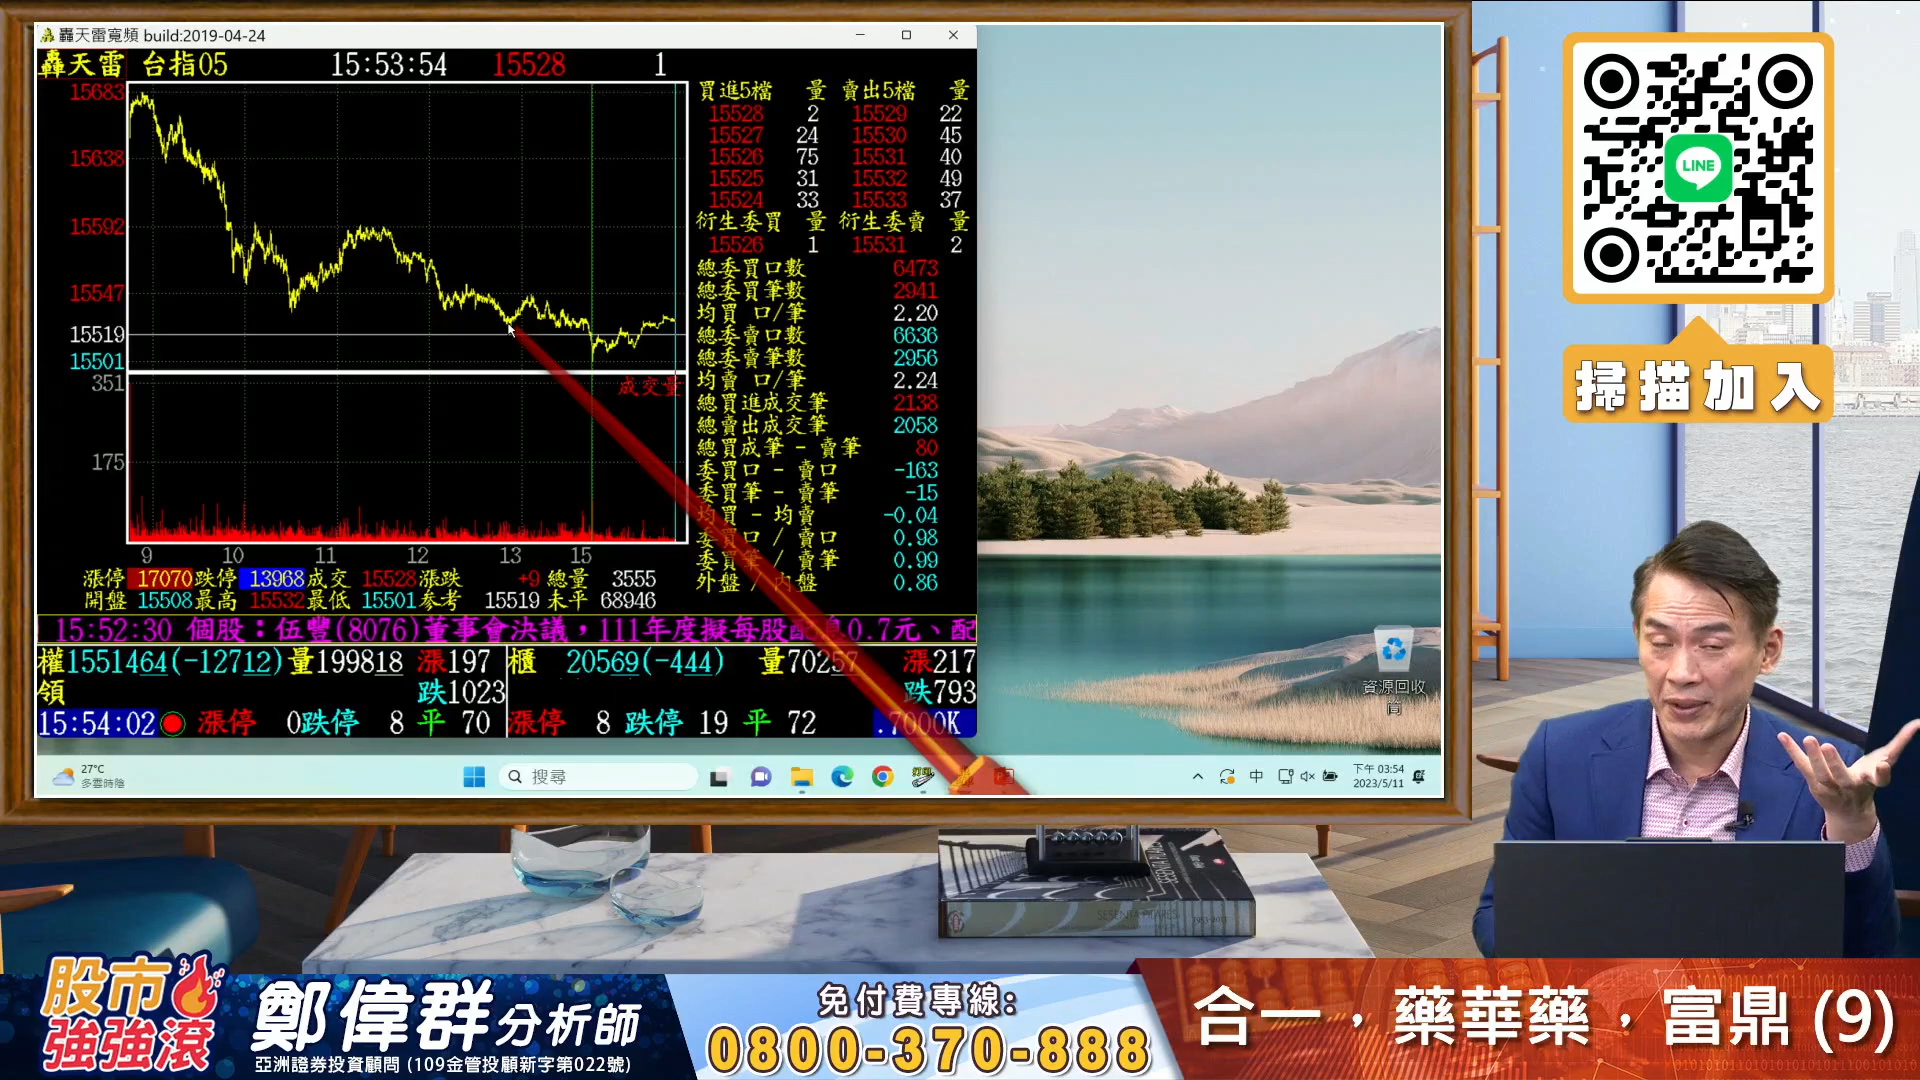 轟天雷寬頻 build:2019-04-24
轟天雷 台指05 15:53:54 15528 1
15683
15638
15592
15547
15519
15501
351
175
成交量
9 10 11 12 13 15
買進5檔 量 賣出5檔 量
15528 2 15529 22
15527 24 15530 45
15526 75 15531 40
15525 31 15532 49
15524 33 15533 37
衍生委買 量 衍生委賣 量
15526 1 15531 2
總委買口數 6473
總委買筆數 2941
均買 口/筆 2.20
總委賣口數 6636
總委賣筆數 2956
均賣 口/筆 2.24
總買進成交筆 2138
總賣出成交筆 2058
總買成筆 - 賣筆 80
委買口 - 賣口 -163
委買筆 - 賣筆 -15
均買 - 均賣 -0.04
委買口 / 賣口 0.98
委買筆 / 賣筆 0.99
外盤 / 內盤 0.86
漲停 17070 跌停 13968 成交 15528 漲跌 +9 總量 3555
開盤 15508 最高 15532 最低 15501 參考 15519 未平 68946
15:52:30 個股：伍豐(8076)董事會決議，111年度擬每股配息0.7元、配
權1551464(-12712)量199818 漲197 櫃 20569(-444) 量70257 漲217
領 跌1023 跌793
15:54:02 漲停 0跌停 8 平 70 漲停 8 跌停 19 平 72 .7000K
資源回收筒
27°C
多雲時陰
搜尋
中
下午 03:54
2023/5/11
LINE
掃描加入
SESENTA PILARES
股市
強強滾
鄭偉群分析師
亞洲證券投資顧問 (109金管投顧新字第022號)
免付費專線:
0800-370-888
合一，藥華藥，富鼎 (9)